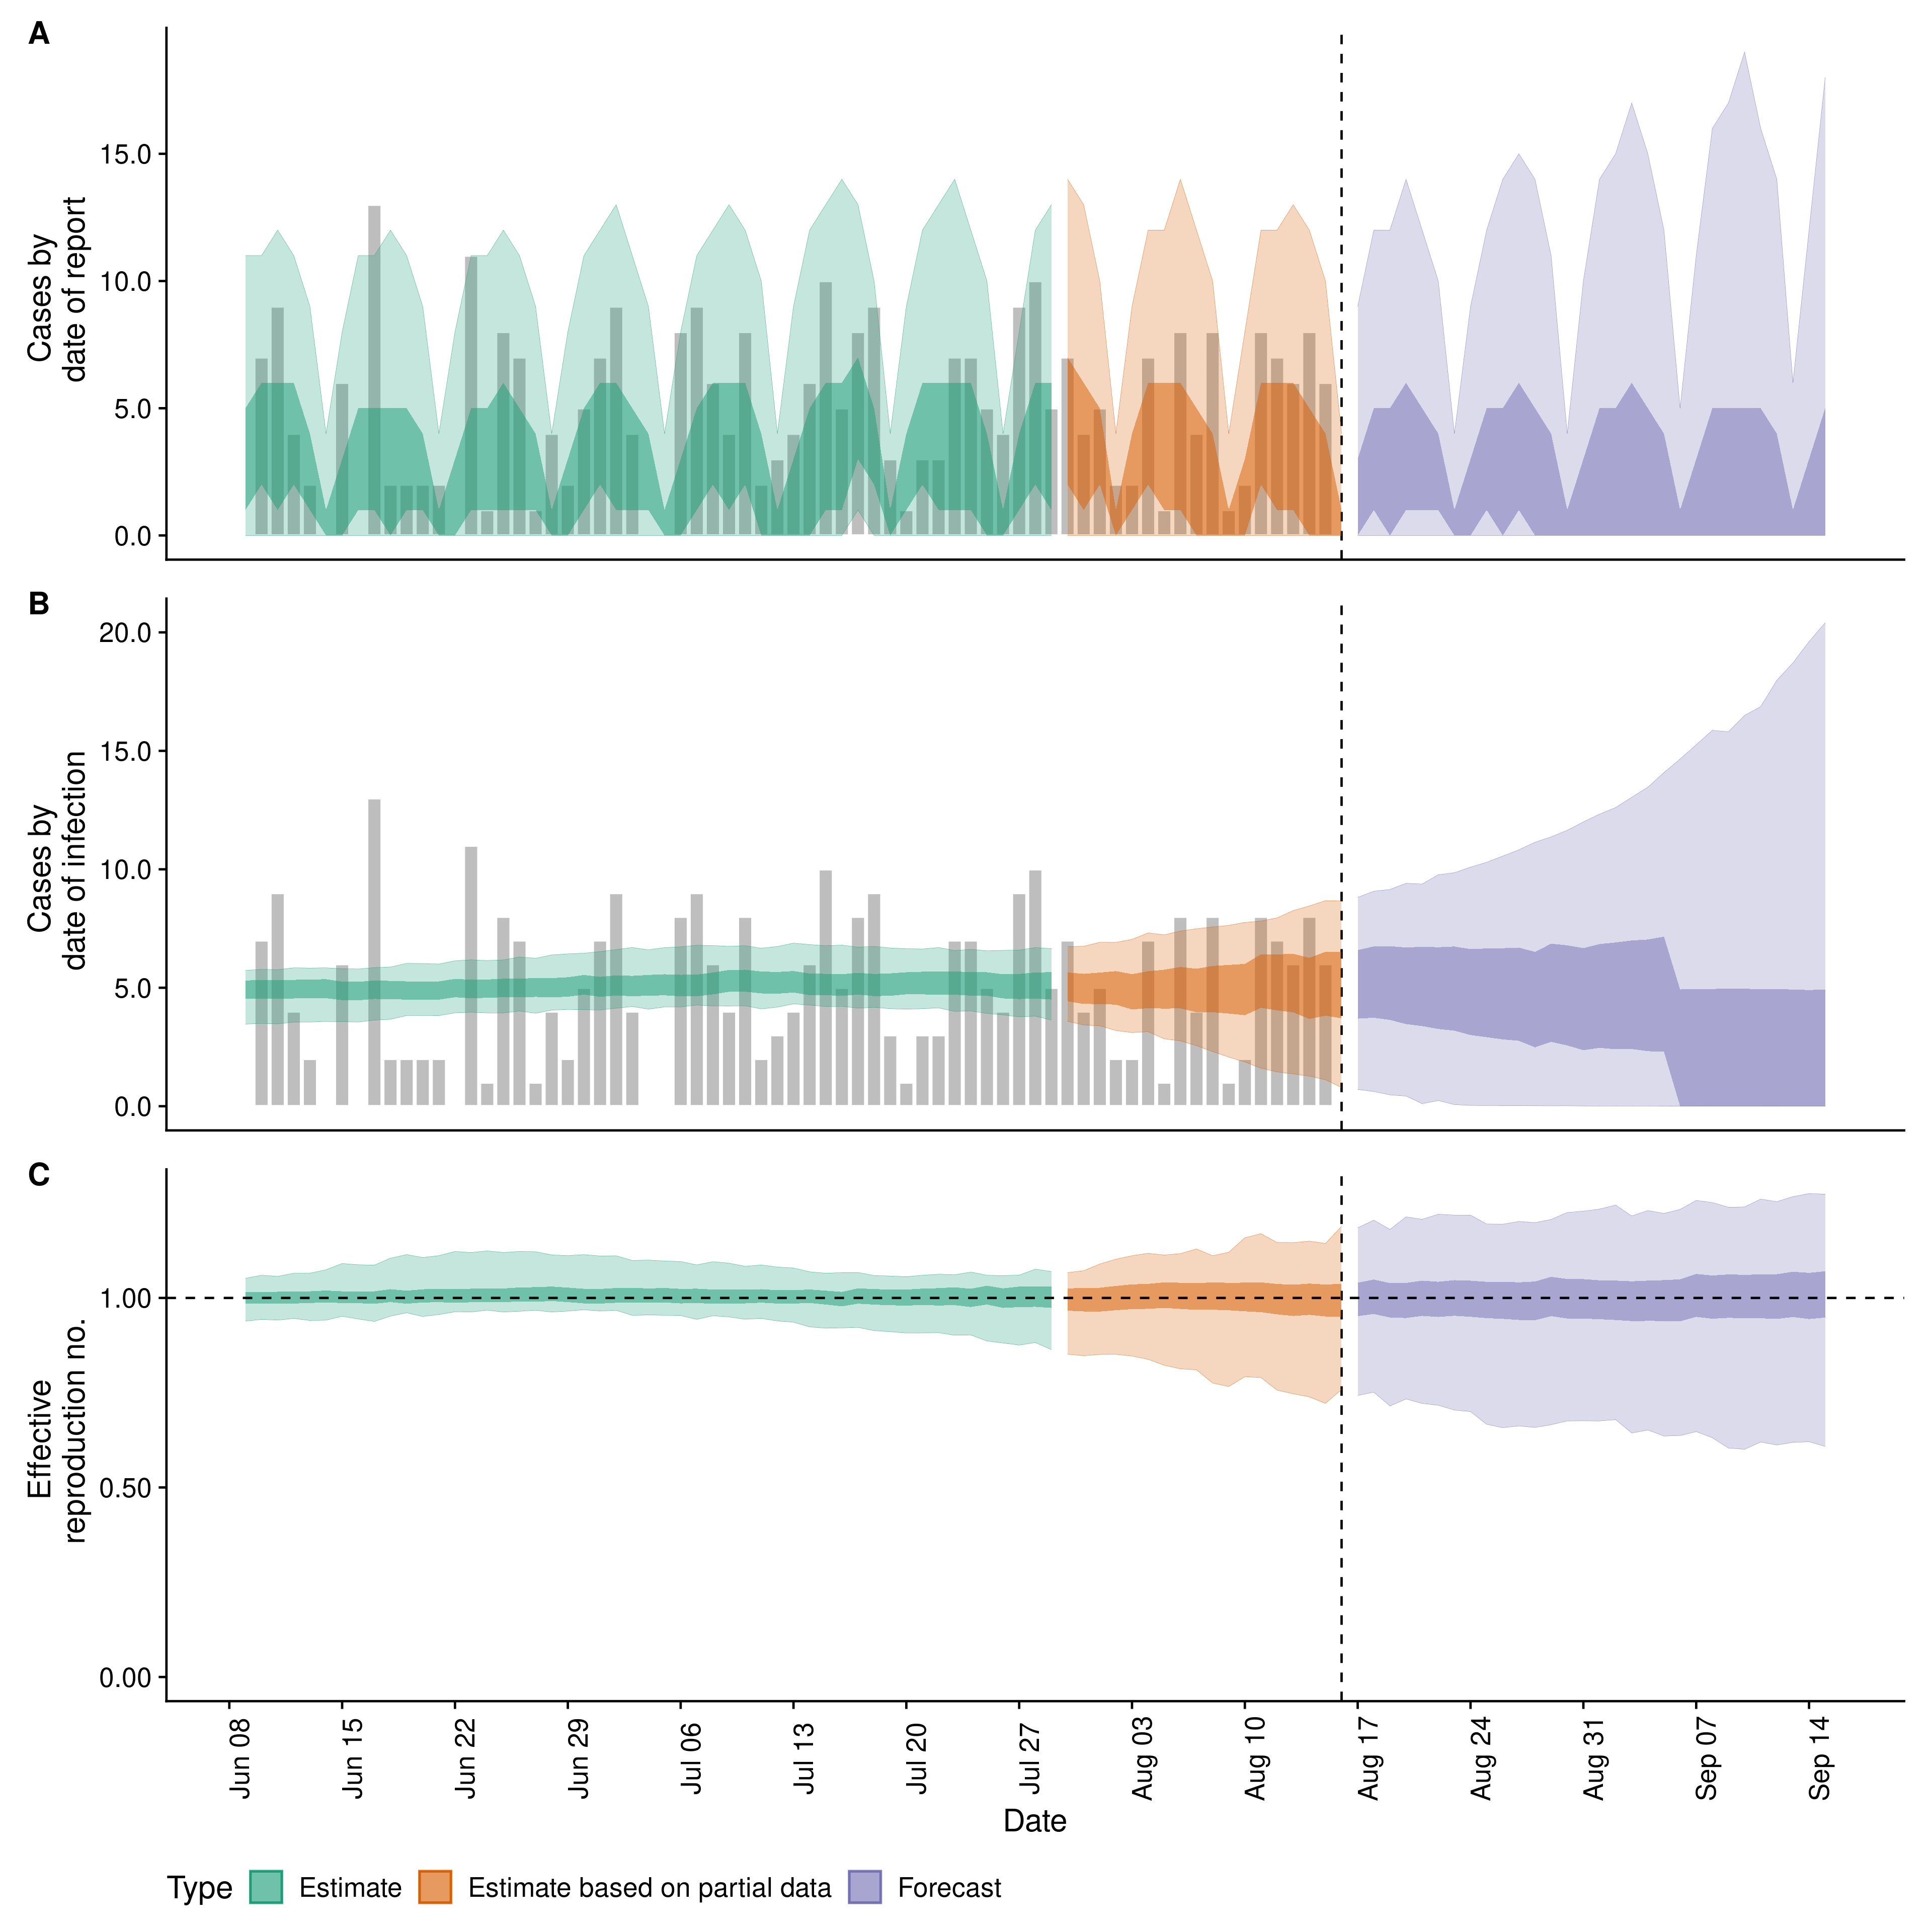 A
Cases by
date of report
15.0
10.0
5.0
0.0
B
Cases by
date of infection
20.0
15.0
10.0
5.0
0.0
C
Effective
reproduction no.
1.00
0.50
0.00
Jun 08
Jun 15
Jun 22
Jun 29
Jul 06
Jul 13
Jul 20
Jul 27
Aug 03
Aug 10
Aug 17
Aug 24
Aug 31
Sep 07
Sep 14
Date
Type Estimate Estimate based on partial data Forecast